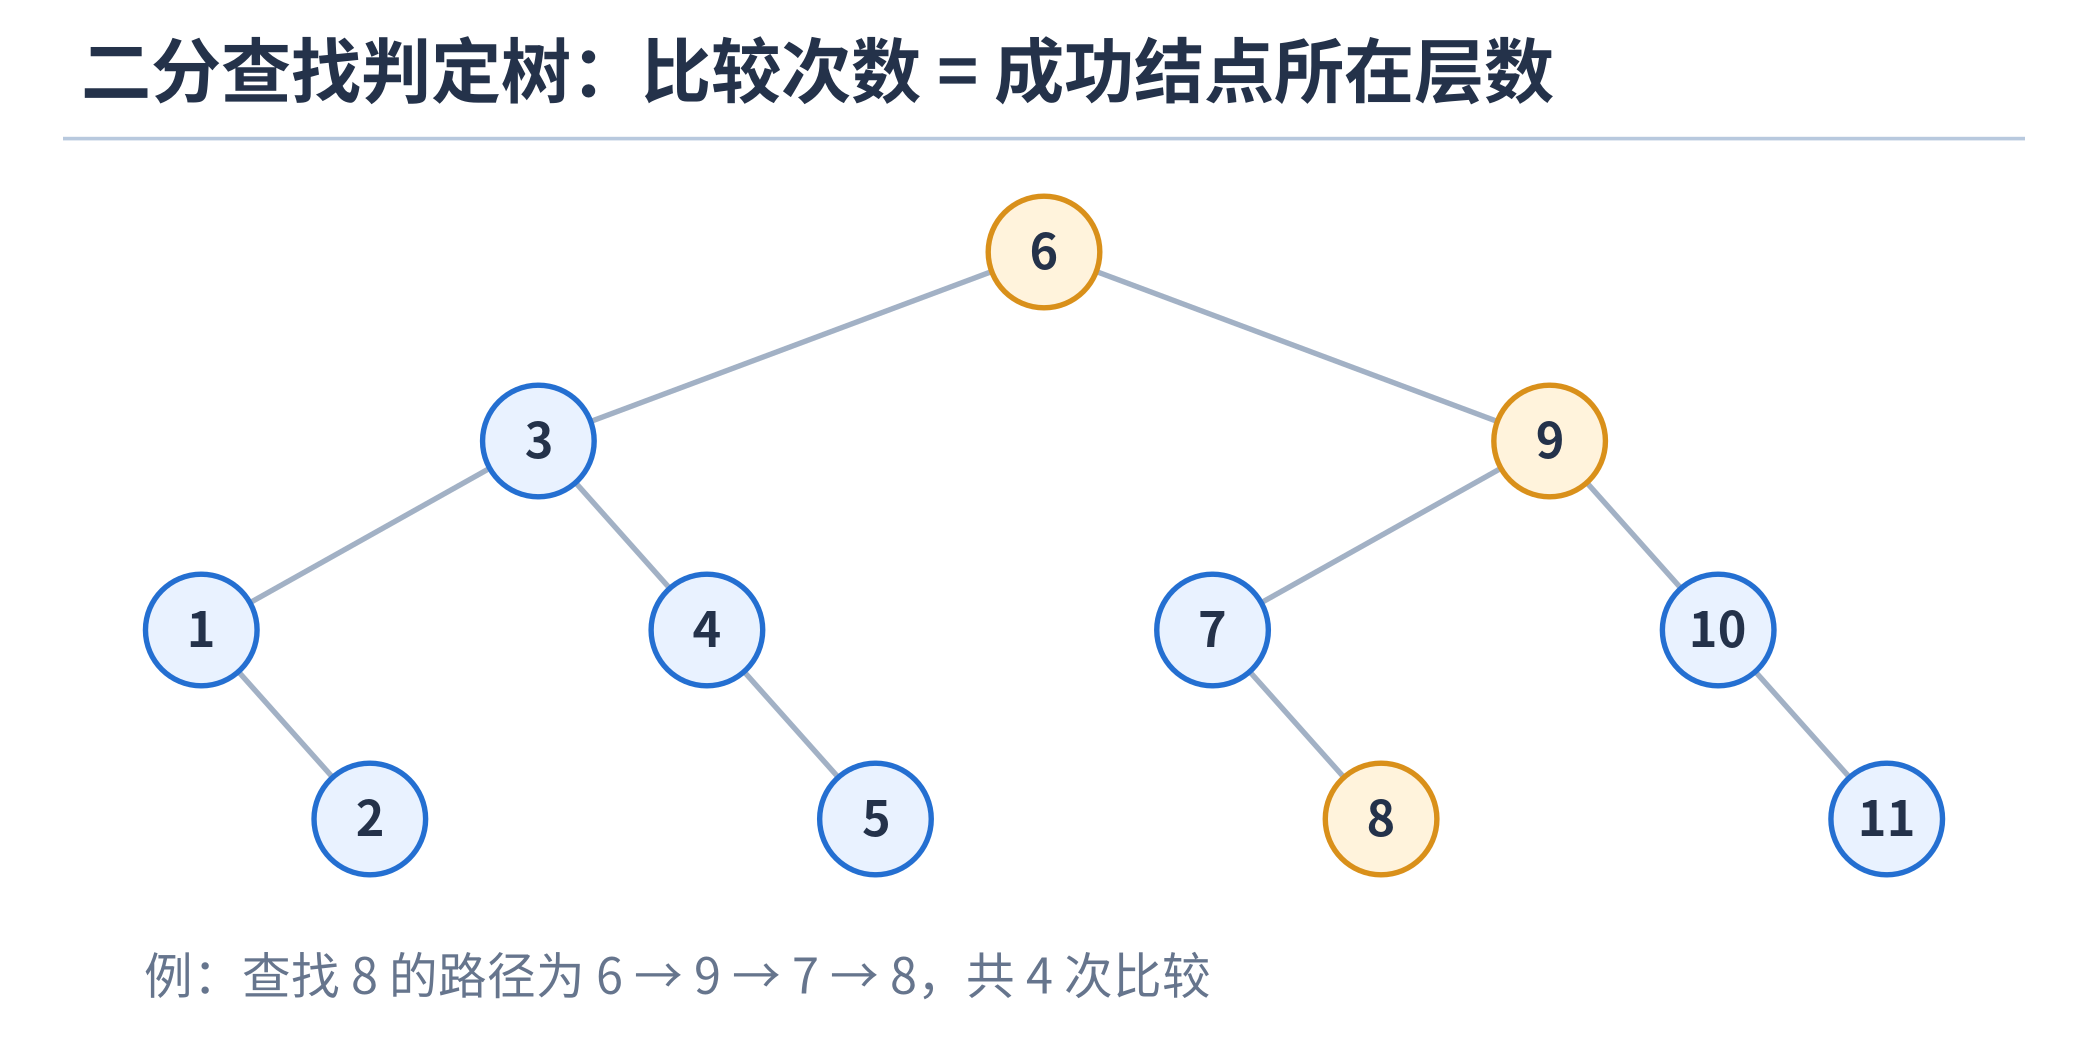 二分查找判定树：比较次数 = 成功结点所在层数
6
3 9
1 4 7 10
2 5 8 11
例：查找 8 的路径为 6 → 9 → 7 → 8，共 4 次比较